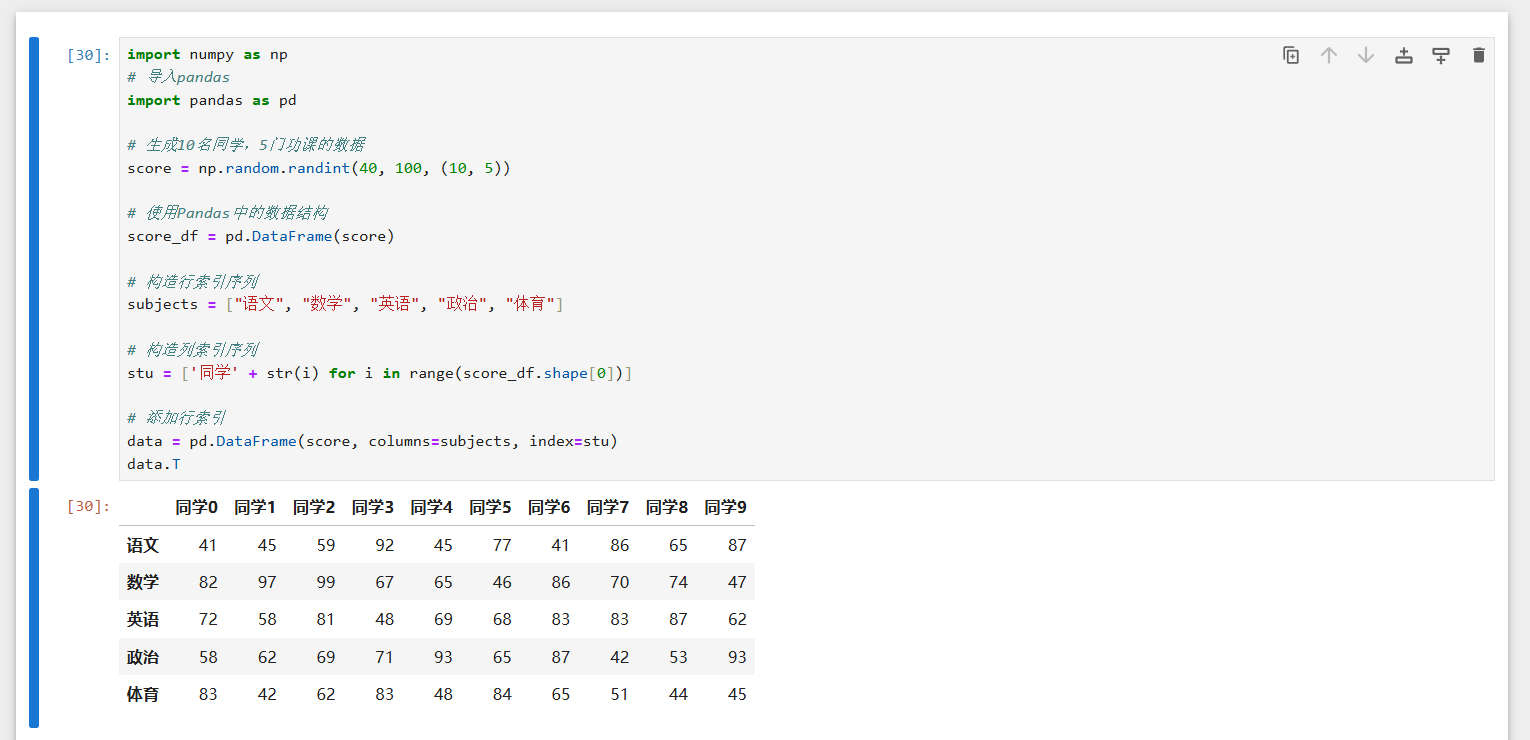 [30]:
import numpy as np
# 导入pandas
import pandas as pd
# 生成10名同学，5门功课的数据
score = np.random.randint(40, 100, (10, 5))
# 使用Pandas中的数据结构
score_df = pd.DataFrame(score)
# 构造行索引序列
subjects = ["语文", "数学", "英语", "政治", "体育"]
# 构造列索引序列
stu = ['同学' + str(i) for i in range(score_df.shape[0])]
# 添加行索引
data = pd.DataFrame(score, columns=subjects, index=stu)
data.T
[30]:
同学0 同学1 同学2 同学3 同学4 同学5 同学6 同学7 同学8 同学9
语文 41 45 59 92 45 77 41 86 65 87
数学 82 97 99 67 65 46 86 70 74 47
英语 72 58 81 48 69 68 83 83 87 62
政治 58 62 69 71 93 65 87 42 53 93
体育 83 42 62 83 48 84 65 51 44 45